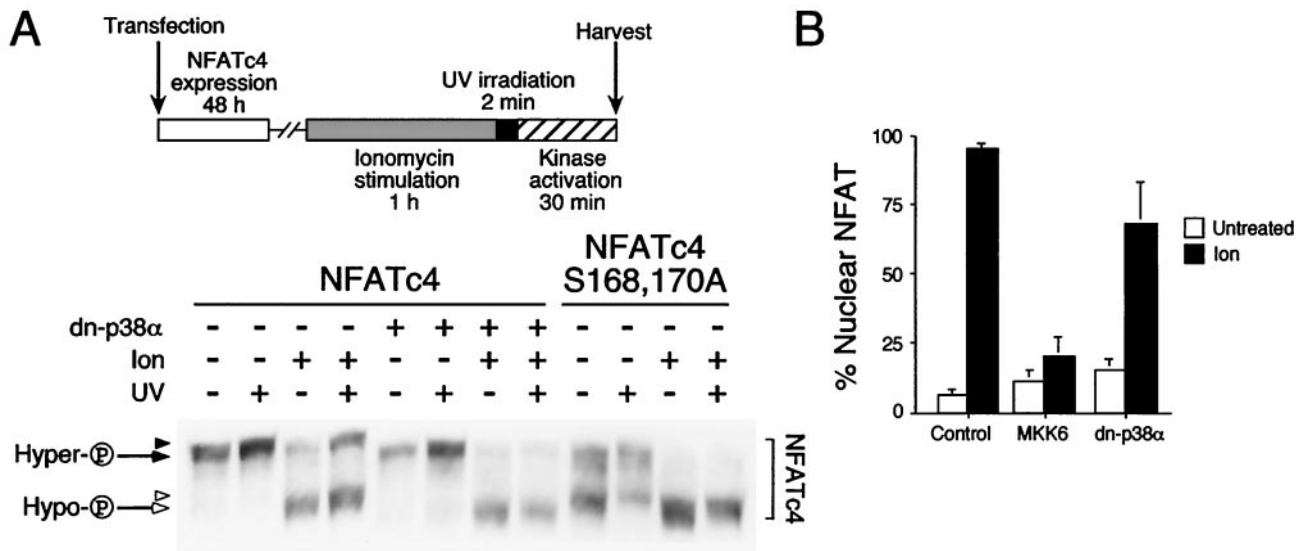 A
Transfection
Harvest
NFATc4
expression
48 h
UV irradiation
2 min
Ionomycin
stimulation
1 h
Kinase
activation
30 min
NFATc4
NFATc4
S168,170A
dn-p38α - - - - + + + + - - - -
Ion - - + + - - + + - - + +
UV - + - + - + - + - + - +
Hyper-Ⓟ
Hypo-Ⓟ
NFATc4
B
% Nuclear NFAT
100
75
50
25
0
Control MKK6 dn-p38α
Untreated
Ion